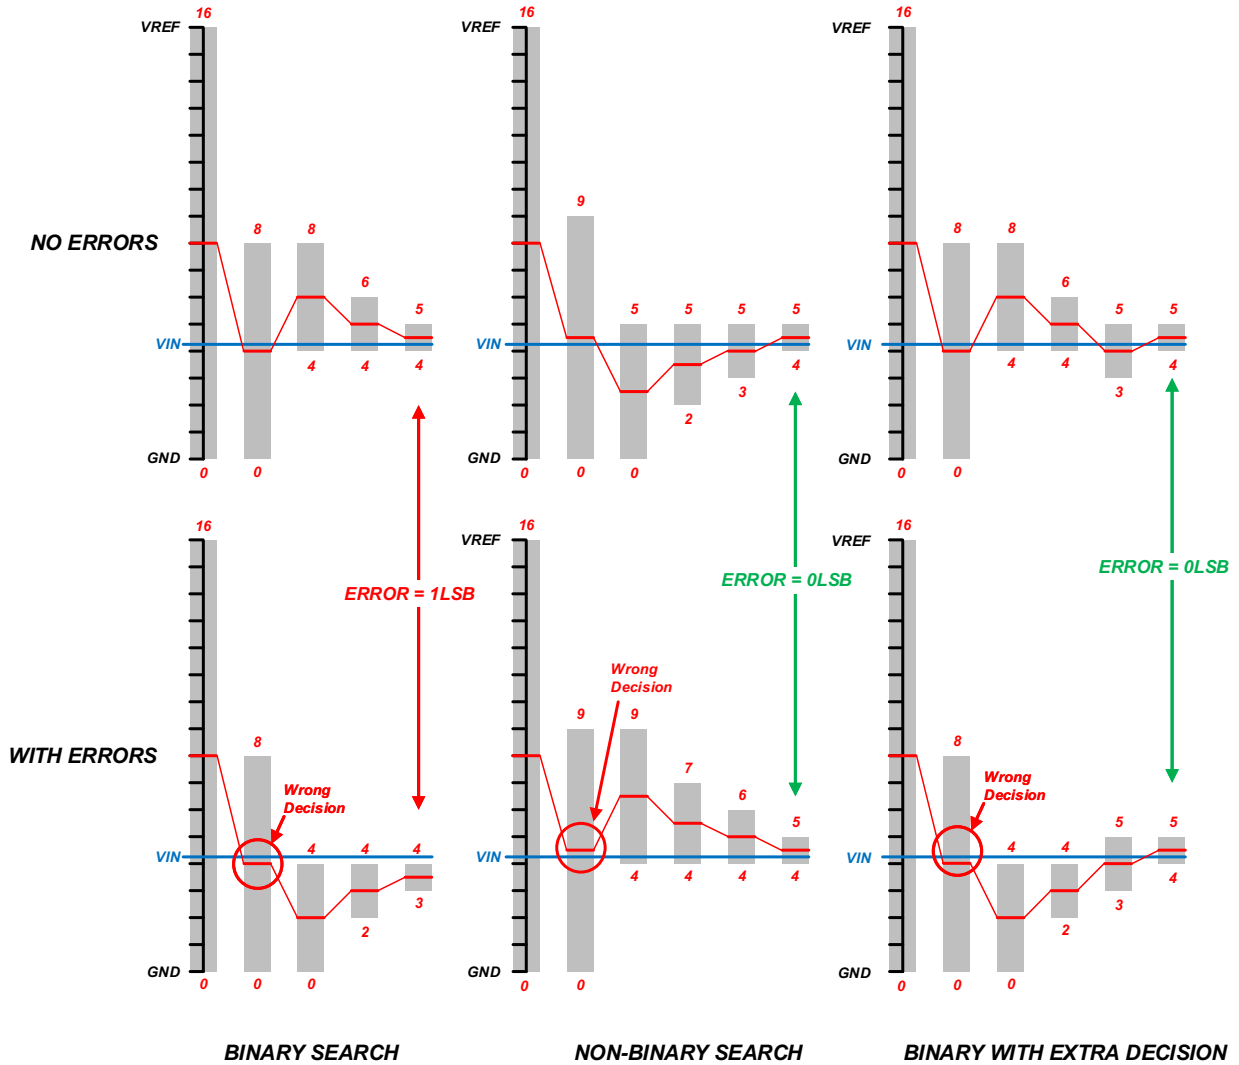 16 16 16
VREF VREF VREF
9
8 8 8 8
NO ERRORS
6 6
5 5 5 5 5 5 5
VIN VIN VIN
4 4 4 4 4 4 4
3 3
2
GND GND GND
0 0 0 0 0 0 0
16 16 16
VREF VREF VREF
ERROR = 1LSB ERROR = 0LSB ERROR = 0LSB
Wrong
Decision
9 9
8 8
WITH ERRORS
7
Wrong
Decision
Wrong
Decision
6
5 5 5
4 4 4 4 4
VIN VIN VIN
4 4 4 4 4
3 3
2 2
GND GND GND
0 0 0 0 0 0 0 0
BINARY SEARCH NON-BINARY SEARCH BINARY WITH EXTRA DECISION